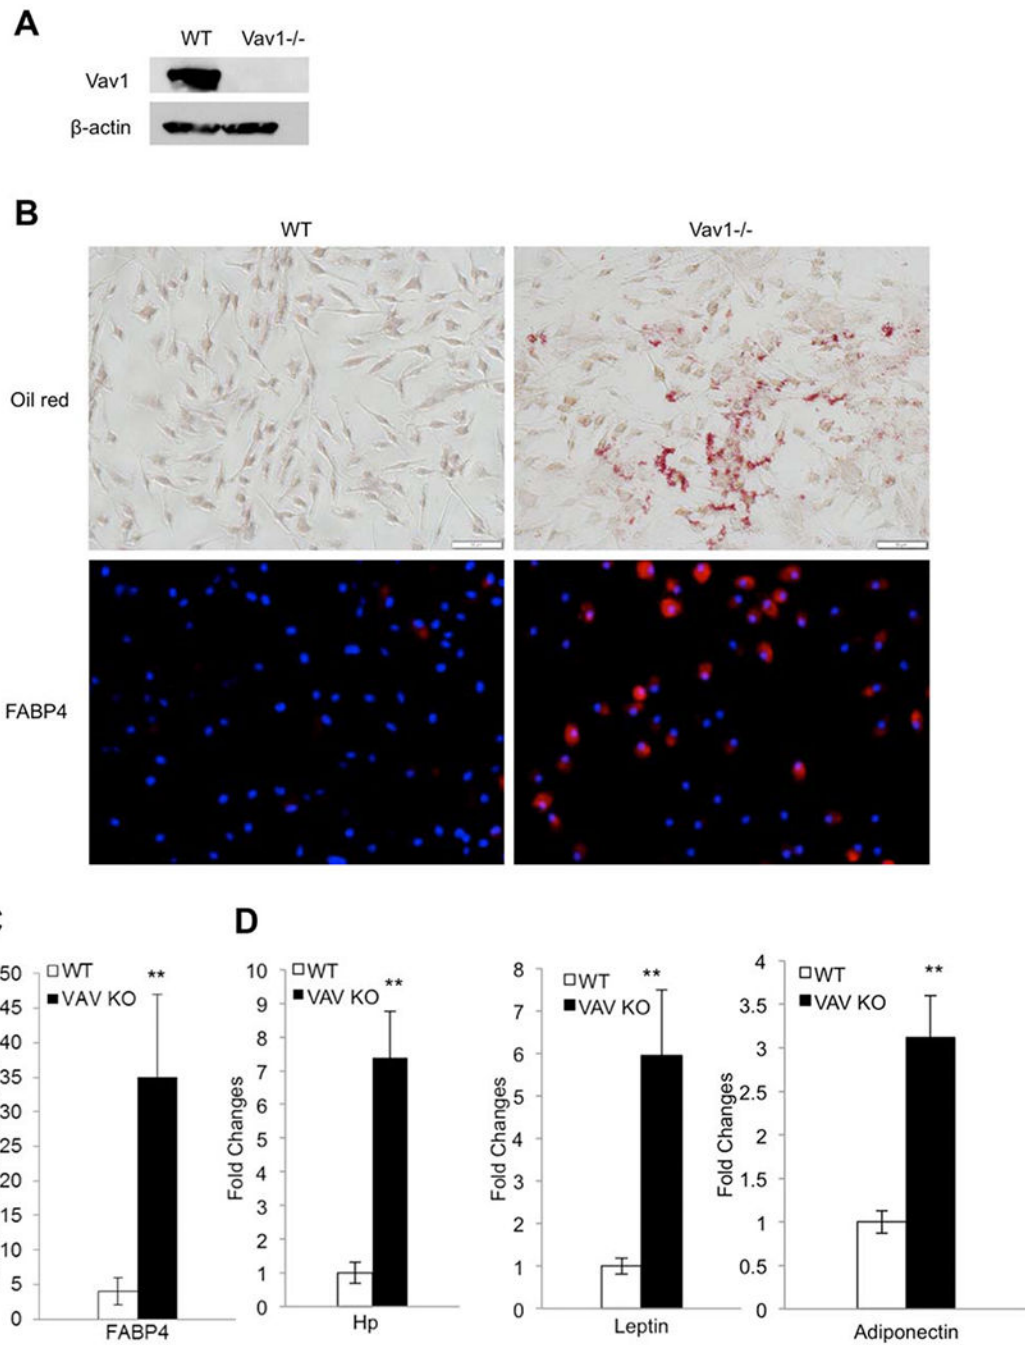 A
WT Vav1-/-
Vav1
β-actin
B
WT Vav1-/-
Oil red
FABP4
D
50
45
40
35
30
25
20
15
10
5
0
WT
VAV KO
**
FABP4
Fold Changes
10
9
8
7
6
5
4
3
2
1
0
WT
VAV KO
**
Hp
Fold Changes
8
7
6
5
4
3
2
1
0
WT
VAV KO
**
Leptin
Fold Changes
4
3.5
3
2.5
2
1.5
1
0.5
0
WT
VAV KO
**
Adiponectin